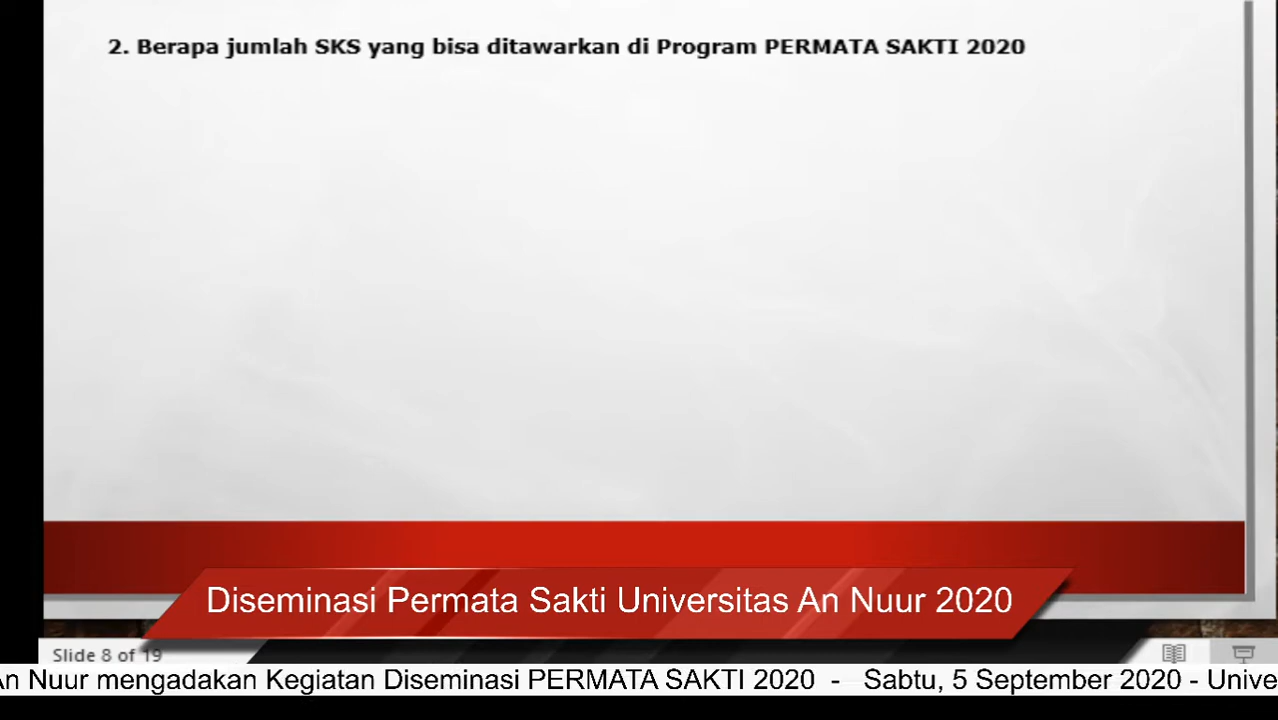 2. Berapa jumlah SKS yang bisa ditawarkan di Program PERMATA SAKTI 2020
Diseminasi Permata Sakti Universitas An Nuur 2020
Slide 8 of 19
An Nuur mengadakan Kegiatan Diseminasi PERMATA SAKTI 2020 - Sabtu, 5 September 2020 - Unive